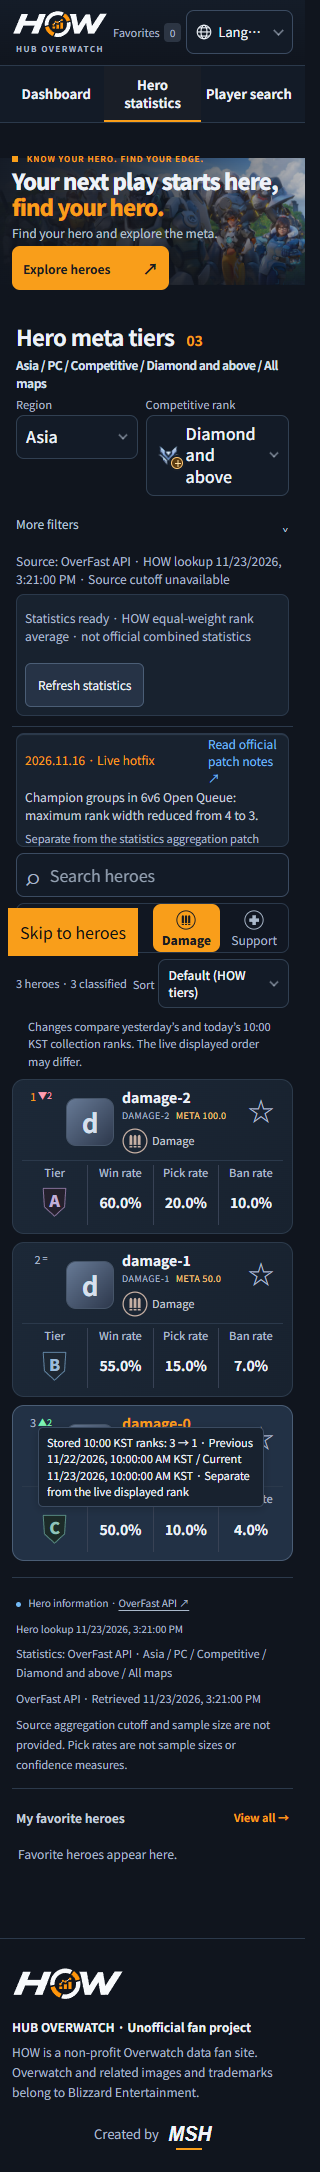 HOW
HUB OVERWATCH
Favorites 0
Lang···
Dashboard
Hero statistics
Player search
KNOW YOUR HERO. FIND YOUR EDGE.
Your next play starts here,
find your hero.
Find your hero and explore the meta.
Explore heroes ↗
Hero meta tiers 03
Asia / PC / Competitive / Diamond and above / All
maps
Region
Competitive rank
Asia
Diamond
and
above
More filters
Source: OverFast API · HOW lookup 11/23/2026,
3:21:00 PM · Source cutoff unavailable
Statistics ready · HOW equal-weight rank
average · not official combined statistics
Refresh statistics
2026.11.16 · Live hotfix
Read official
patch notes
↗
Champion groups in 6v6 Open Queue:
maximum rank width reduced from 4 to 3.
Separate from the statistics aggregation patch
Search heroes
Skip to heroes
Damage
Support
3 heroes · 3 classified
Sort
Default (HOW
tiers)
Changes compare yesterday's and today's 10:00
KST collection ranks. The live displayed order
may differ.
1 ▼2
d
damage-2
DAMAGE-2 META 100.0
Damage
☆
Tier Win rate Pick rate Ban rate
A 60.0% 20.0% 10.0%
2 =
d
damage-1
DAMAGE-1 META 50.0
Damage
☆
Tier Win rate Pick rate Ban rate
B 55.0% 15.0% 7.0%
3 ▲2
damage-0
Stored 10:00 KST ranks: 3 → 1 · Previous
11/22/2026, 10:00:00 AM KST / Current
11/23/2026, 10:00:00 AM KST · Separate
from the live displayed rank
te
C 50.0% 10.0% 4.0%
Hero information · OverFast API ↗
Hero lookup 11/23/2026, 3:21:00 PM
Statistics: OverFast API · Asia / PC / Competitive /
Diamond and above / All maps
OverFast API · Retrieved 11/23/2026, 3:21:00 PM
Source aggregation cutoff and sample size are not
provided. Pick rates are not sample sizes or
confidence measures.
My favorite heroes
View all →
Favorite heroes appear here.
HOW
HUB OVERWATCH · Unofficial fan project
HOW is a non-profit Overwatch data fan site.
Overwatch and related images and trademarks
belong to Blizzard Entertainment.
Created by MSH